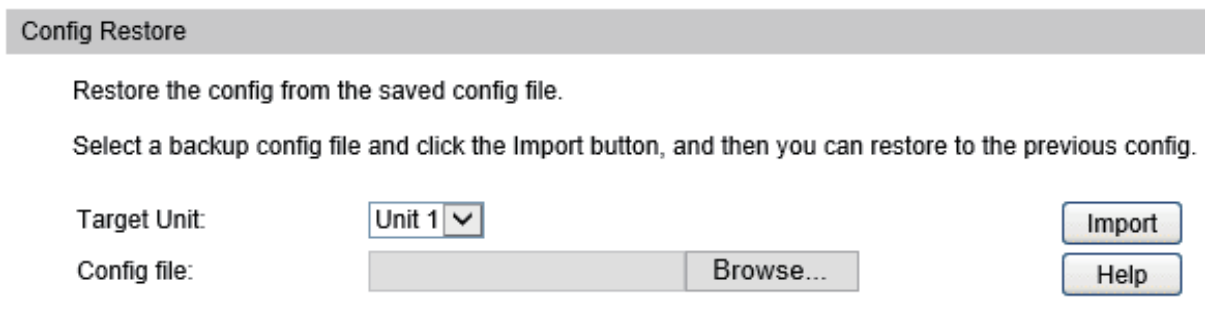 Config Restore
Restore the config from the saved config file.
Select a backup config file and click the Import button, and then you can restore to the previous config.
Target Unit: Unit 1 Import
Config file: Browse... Help